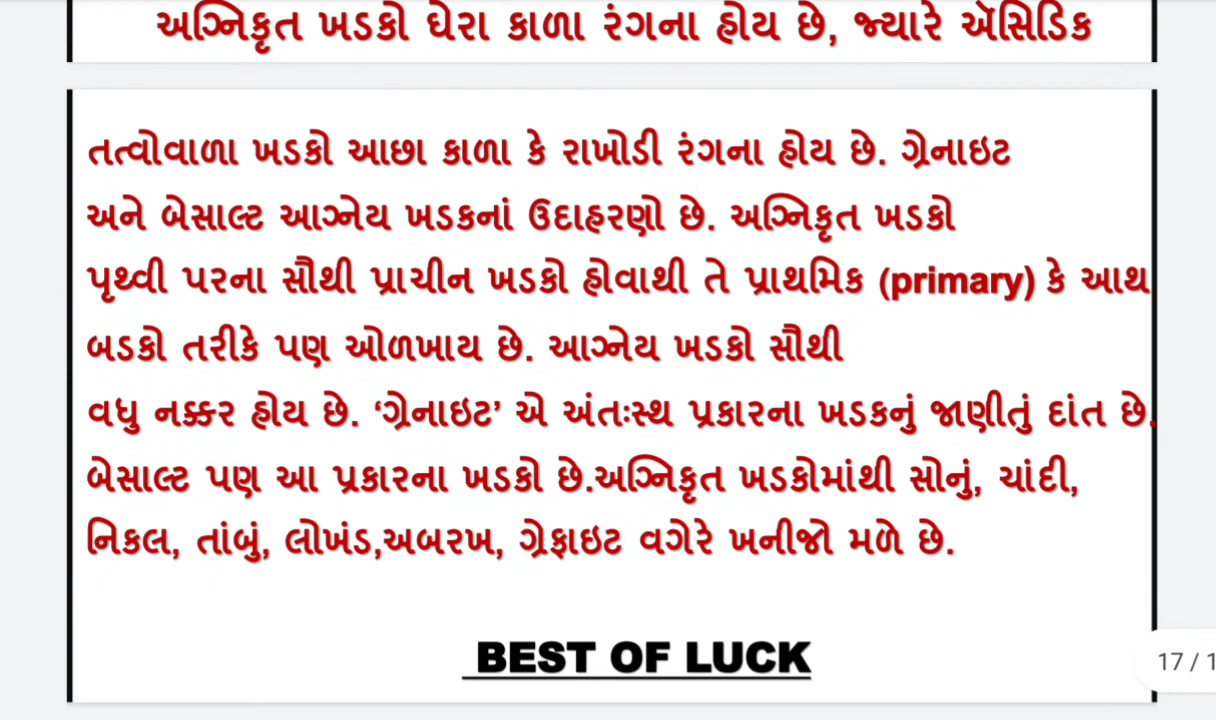 અગ્નિકૃત ખડકો ઘેરા કાળા રંગના હોય છે, જ્યારે ઍસિડિક
તત્વોવાળા ખડકો આછા કાળા કે રાખોડી રંગના હોય છે. ગ્રેનાઇટ
અને બેસાલ્ટ આગ્નેય ખડકનાં ઉદાહરણો છે. અગ્નિકૃત ખડકો
પૃથ્વી પરના સૌથી પ્રાચીન ખડકો હોવાથી તે પ્રાથમિક (primary) કે આથ
બડકો તરીકે પણ ઓળખાય છે. આગ્નેય ખડકો સૌથી
વધુ નક્કર હોય છે. ‘ગ્રેનાઇટ’ એ અંતઃસ્થ પ્રકારના ખડકનું જાણીતું દાંત છે.
બેસાલ્ટ પણ આ પ્રકારના ખડકો છે.અગ્નિકૃત ખડકોમાંથી સોનું, ચાંદી,
નિકલ, તાંબું, લોખંડ,અબરખ, ગ્રેફાઇટ વગેરે ખનીજો મળે છે.
BEST OF LUCK
17 / 1